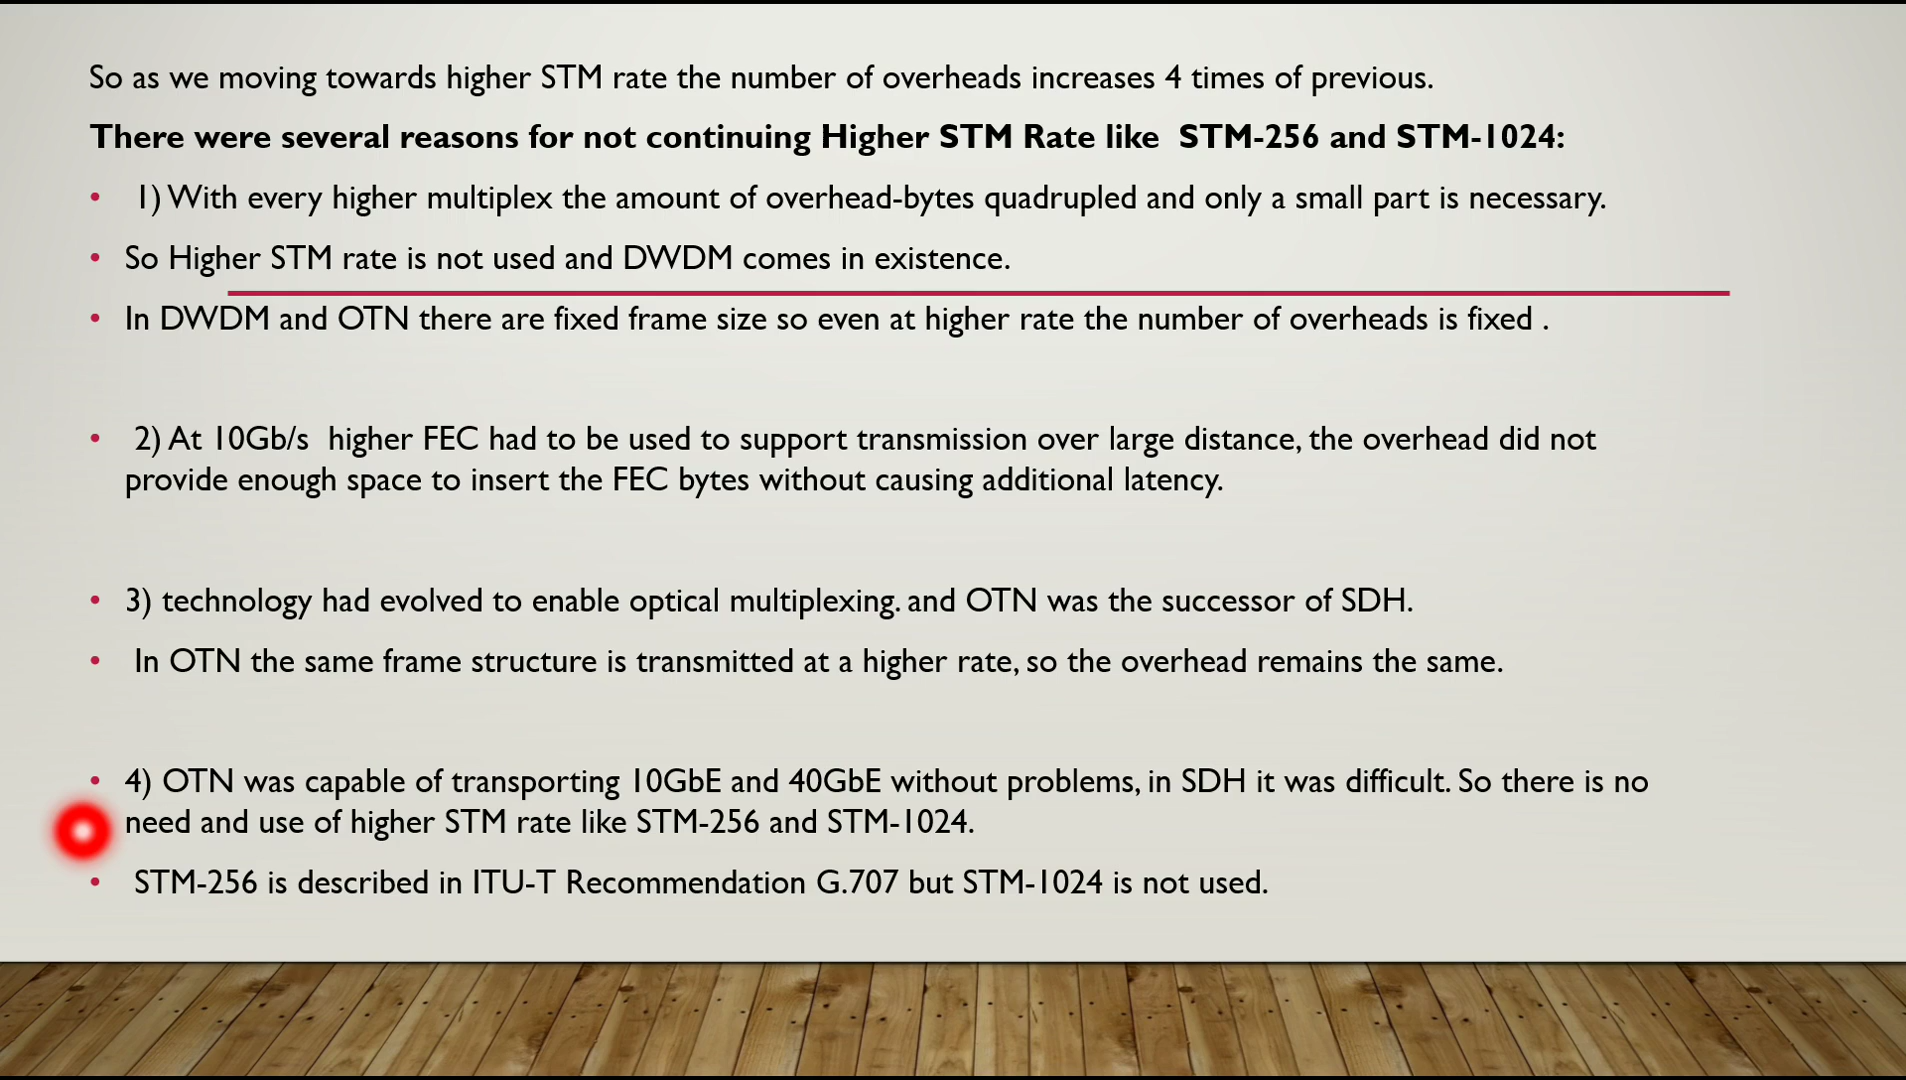 So as we moving towards higher STM rate the number of overheads increases 4 times of previous.
There were several reasons for not continuing Higher STM Rate like  STM-256 and STM-1024:
• 1) With every higher multiplex the amount of overhead-bytes quadrupled and only a small part is necessary.
• So Higher STM rate is not used and DWDM comes in existence.
• In DWDM and OTN there are fixed frame size so even at higher rate the number of overheads is fixed .
• 2) At 10Gb/s  higher FEC had to be used to support transmission over large distance, the overhead did not
provide enough space to insert the FEC bytes without causing additional latency.
• 3) technology had evolved to enable optical multiplexing. and OTN was the successor of SDH.
• In OTN the same frame structure is transmitted at a higher rate, so the overhead remains the same.
• 4) OTN was capable of transporting 10GbE and 40GbE without problems, in SDH it was difficult. So there is no
need and use of higher STM rate like STM-256 and STM-1024.
• STM-256 is described in ITU-T Recommendation G.707 but STM-1024 is not used.